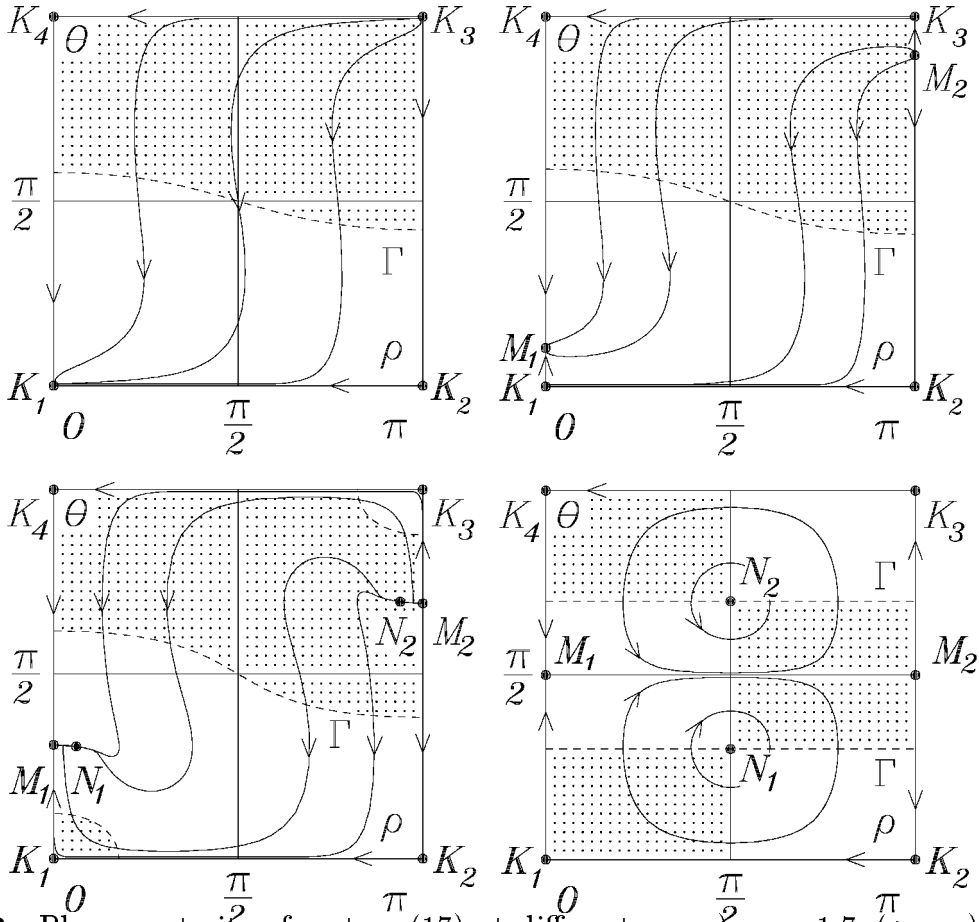 K4 θ K3
π/2
Γ
ρ
K1 K2
0 π/2 π
K4 θ K3
M2
Γ
M1 ρ
K1 K2
0 π/2 π
K4 θ K3
N2 M2
π/2
Γ
M1 N1
ρ
K1 K2
0 π/2 π
K4 θ K3
N2 Γ
π/2 M1 M2
N1 Γ
ρ
K1 K2
0 π/2 π